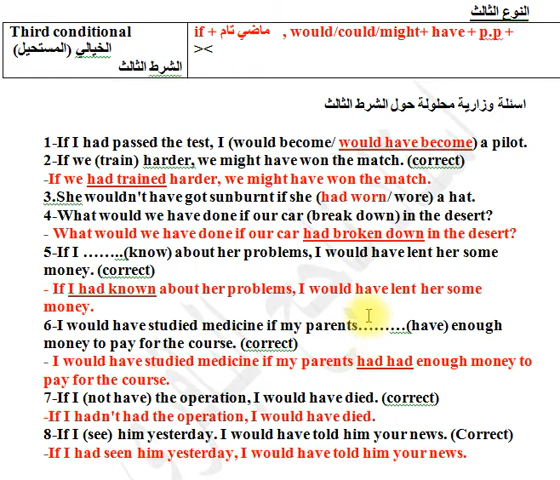 النوع الثالث
Third conditional
الخيالي (المستحيل)
الشرط الثالث
if + ماضي تام , would/could/might+ have + p.p +
><
اسئلة وزارية محلولة حول الشرط الثالث
1-If I had passed the test, I (would become/ would have become) a pilot.
2-If we (train) harder, we might have won the match. (correct)
-If we had trained harder, we might have won the match.
3.She wouldn't have got sunburnt if she (had worn/ wore) a hat.
4-What would we have done if our car (break down) in the desert?
- What would we have done if our car had broken down in the desert?
5-If I ……..(know) about her problems, I would have lent her some
money. (correct)
- If I had known about her problems, I would have lent her some
money.
6-I would have studied medicine if my parents………(have) enough
money to pay for the course. (correct)
- I would have studied medicine if my parents had had enough money to
pay for the course.
7-If I (not have) the operation, I would have died. (correct)
-If I hadn't had the operation, I would have died.
8-If I (see) him yesterday. I would have told him your news. (Correct)
-If I had seen him yesterday, I would have told him your news.